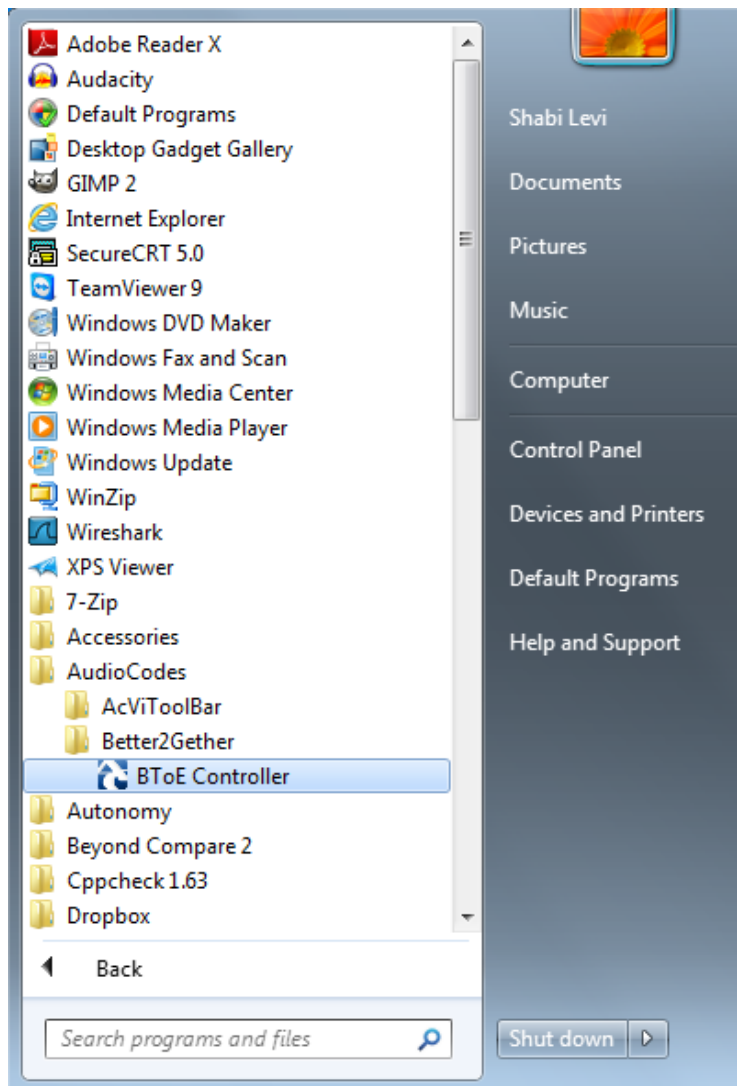 Adobe Reader X
Audacity
Default Programs
Desktop Gadget Gallery
GIMP 2
Internet Explorer
SecureCRT 5.0
TeamViewer 9
Windows DVD Maker
Windows Fax and Scan
Windows Media Center
Windows Media Player
Windows Update
WinZip
Wireshark
XPS Viewer
7-Zip
Accessories
AudioCodes
AcViToolBar
Better2Gether
BToE Controller
Autonomy
Beyond Compare 2
Cppcheck 1.63
Dropbox
Back
Search programs and files
Shabi Levi
Documents
Pictures
Music
Computer
Control Panel
Devices and Printers
Default Programs
Help and Support
Shut down